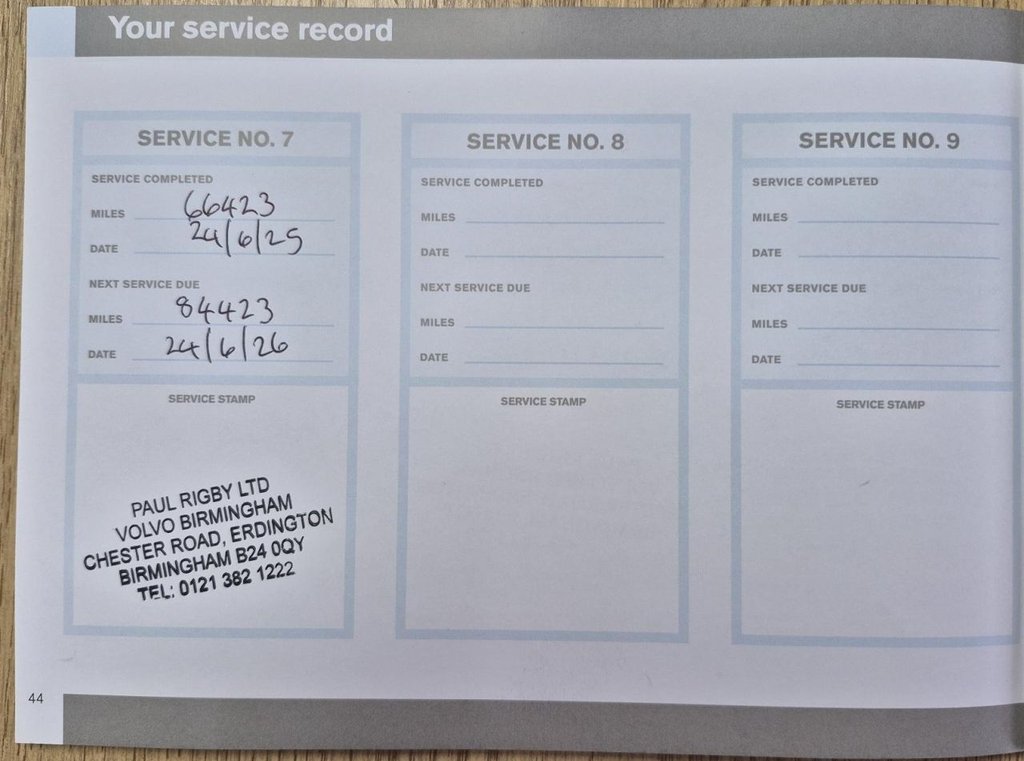 Your service record
SERVICE NO. 7
SERVICE COMPLETED
MILES 66423
DATE 24/6/25
NEXT SERVICE DUE
MILES 84423
DATE 24/6/26
SERVICE STAMP
PAUL RIGBY LTD
VOLVO BIRMINGHAM
CHESTER ROAD, ERDINGTON
BIRMINGHAM B24 0QY
TEL: 0121 382 1222
SERVICE NO. 8
SERVICE COMPLETED
MILES
DATE
NEXT SERVICE DUE
MILES
DATE
SERVICE STAMP
SERVICE NO. 9
SERVICE COMPLETED
MILES
DATE
NEXT SERVICE DUE
MILES
DATE
SERVICE STAMP
44